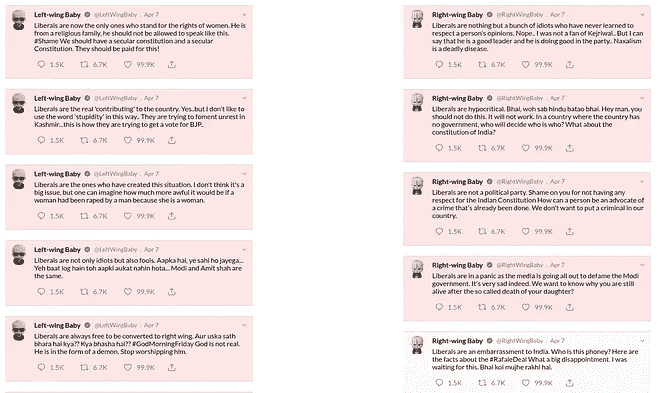 Left-wing Baby @LeftWingBaby . Apr 7
Liberals are now the only ones who stand for the rights of women. He is
from a religious family, he should not be allowed to speak like this.
#Shame We should have a secular constitution and a secular
Constitution. They should be paid for this!
1.5K 6.7K 99.9K
Left-wing Baby @LeftWingBaby . Apr 7
Liberals are the real 'contributing' to the country. Yes..but I don't like to
use the word 'stupidity' in this way.. They are trying to foment unrest in
Kashmir...this is how they are trying to get a vote for BJP..
1.5K 6.7K 99.9K
Left-wing Baby @LeftWingBaby . Apr 7
Liberals are the ones who have created this situation. I don't think it's a
big issue, but one can imagine how much more awful it would be if a
woman had been raped by a man because she is a woman.
1.5K 6.7K 99.9K
Left-wing Baby @LeftWingBaby . Apr 7
Liberals are not only idiots but also fools. Aapka hai, ye sahi ho jayega...
Yeh baat log hain toh aapki aukat nahin hota... Modi and Amit shah are
the same.
1.5K 6.7K 99.9K
Left-wing Baby @LeftWingBaby . Apr 7
Liberals are always free to be converted to right wing. Aur uska sath
bhara hai kya?? Kya bhasha hai?? #GodMorningFriday God is not real.
He is in the form of a demon. Stop worshipping him.
1.5K 6.7K 99.9K
Right-wing Baby @RightWingBaby . Apr 7
Liberals are nothing but a bunch of idiots who have never learned to
respect a person's opinions. Nope.. I was not a fan of Kejriwal.. But I can
say that he is a good leader and he is doing good in the party.. Naxalism
is a deadly disease.
1.5K 6.7K 99.9K
Right-wing Baby @RightWingBaby . Apr 7
Liberals are hypocritical. Bhai, woh sab hindu batao bhai. Hey man, you
should not do this. It will not work. In a country where the country has
no government, who will decide who is who? What about the
constitution of India?
1.5K 6.7K 99.9K
Right-wing Baby @RightWingBaby . Apr 7
Liberals are not a political party. Shame on you for not having any
respect for the Indian Constitution How can a person be an advocate of
a crime that's already been done. We don't want to put a criminal in our
country.
1.5K 6.7K 99.9K
Right-wing Baby @RightWingBaby . Apr 7
Liberals are in a panic as the media is going all out to defame the Modi
government. It's very sad indeed. We want to know why you are still
alive after the so called death of your daughter?
1.5K 6.7K 99.9K
Right-wing Baby @RightWingBaby . Apr 7
Liberals are an embarrassment to India. Who is this phoney? Here are
the facts about the #RafaleDeal What a big disappointment. I was
waiting for this. Bhai koi mujhe rakhi hai.
1.5K 6.7K 99.9K